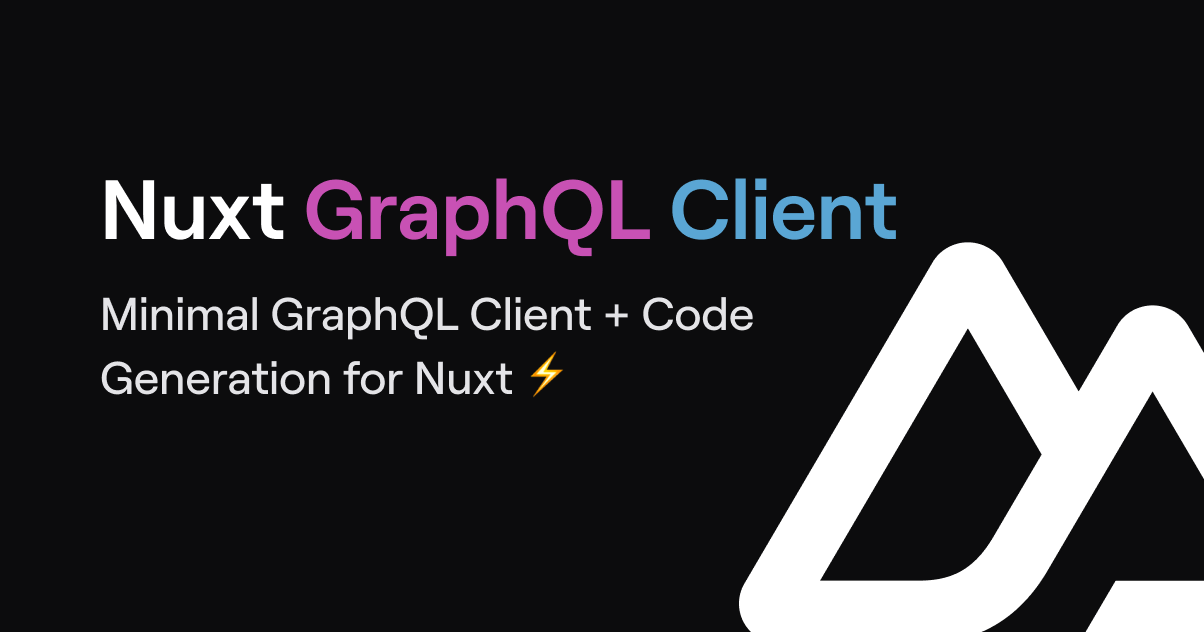 Nuxt GraphQL Client
Minimal GraphQL Client + Code
Generation for Nuxt ⚡